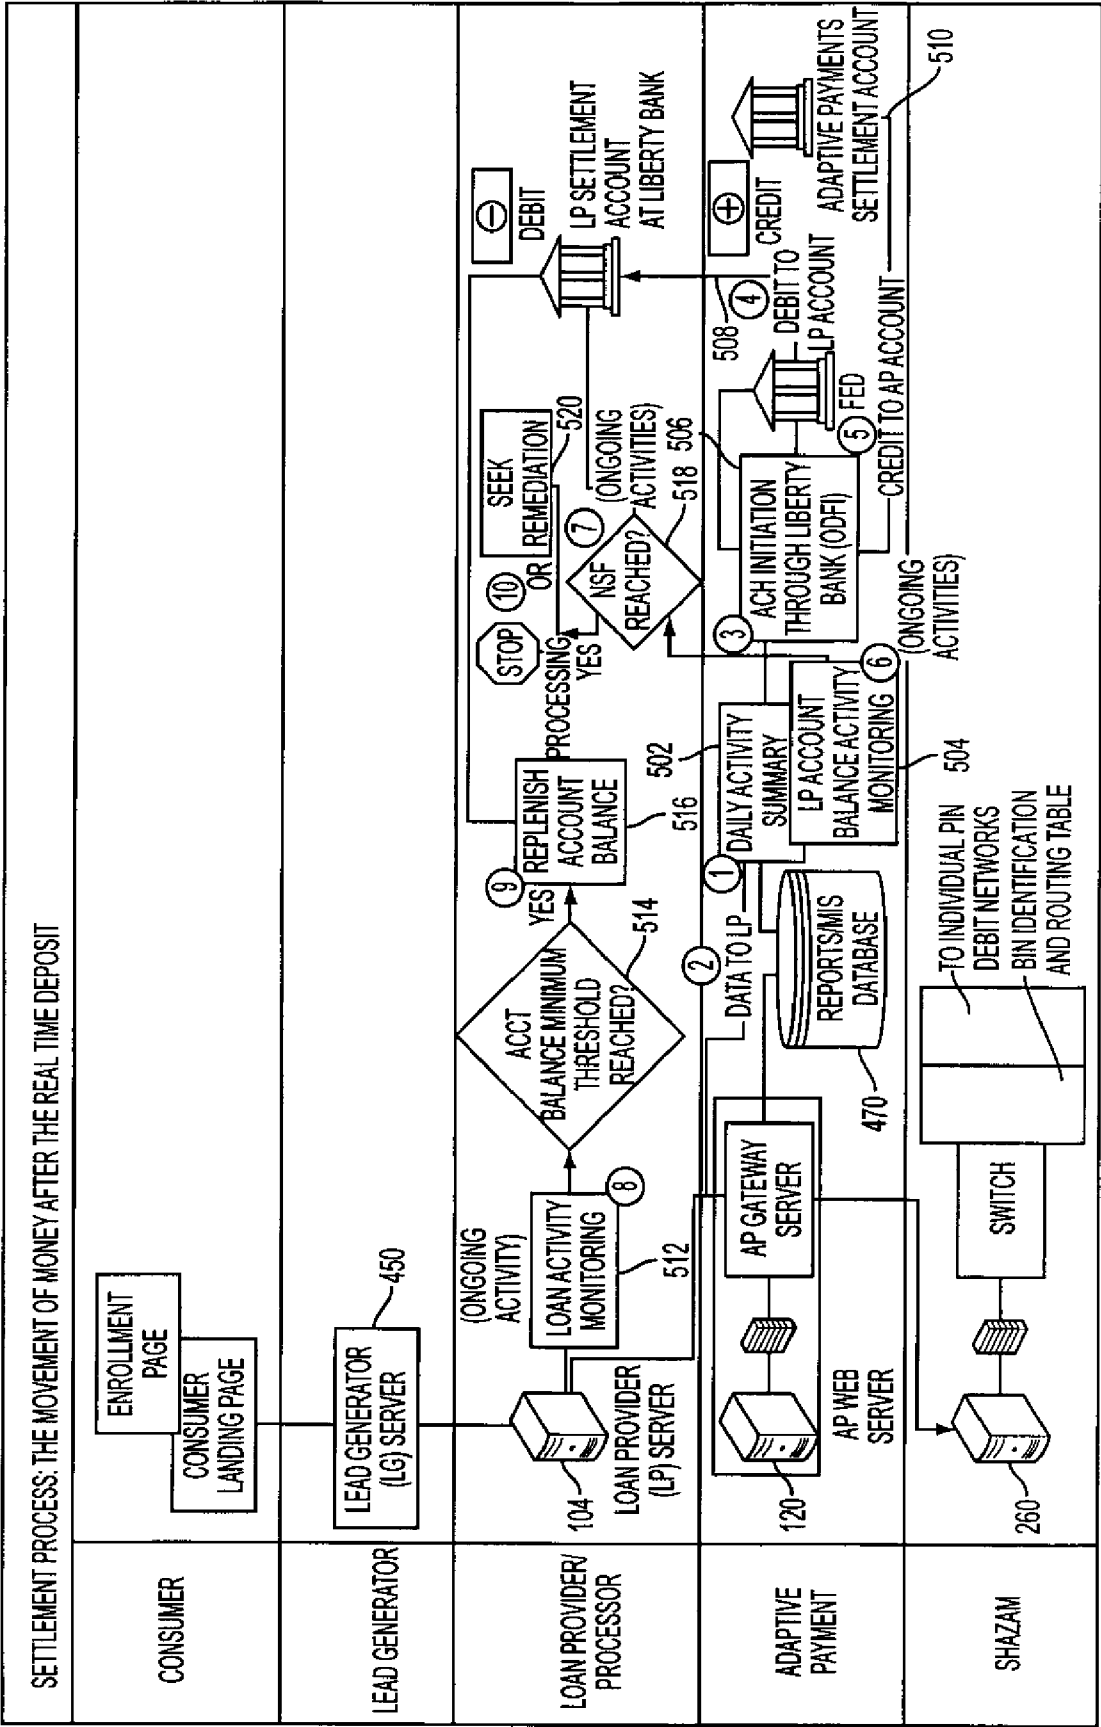 SETTLEMENT PROCESS: THE MOVEMENT OF MONEY AFTER THE REAL TIME DEPOSIT
CONSUMER
ENROLLMENT
PAGE
CONSUMER
LANDING PAGE
LEAD GENERATOR
LEAD GENERATOR
(LG) SERVER
450
LOAN PROVIDER/
PROCESSOR
104
LOAN PROVIDER
(LP) SERVER
(ONGOING
ACTIVITY)
LOAN ACTIVITY
MONITORING
8
512
ACCT
BALANCE MINIMUM
THRESHOLD
REACHED?
514
YES
9
REPLENISH
ACCOUNT
BALANCE
516
STOP
PROCESSING
YES
10
OR
SEEK
REMEDIATION
520
7
NSF
REACHED?
518
(ONGOING
ACTIVITIES)
DEBIT
LP SETTLEMENT
ACCOUNT
AT LIBERTY BANK
ADAPTIVE
PAYMENT
120
AP WEB
SERVER
AP GATEWAY
SERVER
2
DATA TO LP
REPORTS/MIS
DATABASE
470
1
502
DAILY ACTIVITY
SUMMARY
LP ACCOUNT
BALANCE ACTIVITY
MONITORING
6
504
(ONGOING
ACTIVITIES)
3
ACH INITIATION
THROUGH LIBERTY
BANK (ODFI)
506
5
FED
508
4
DEBIT TO
LP ACCOUNT
CREDIT TO AP ACCOUNT
CREDIT
ADAPTIVE PAYMENTS
SETTLEMENT ACCOUNT
510
SHAZAM
260
SWITCH
TO INDIVIDUAL PIN
DEBIT NETWORKS
BIN IDENTIFICATION
AND ROUTING TABLE